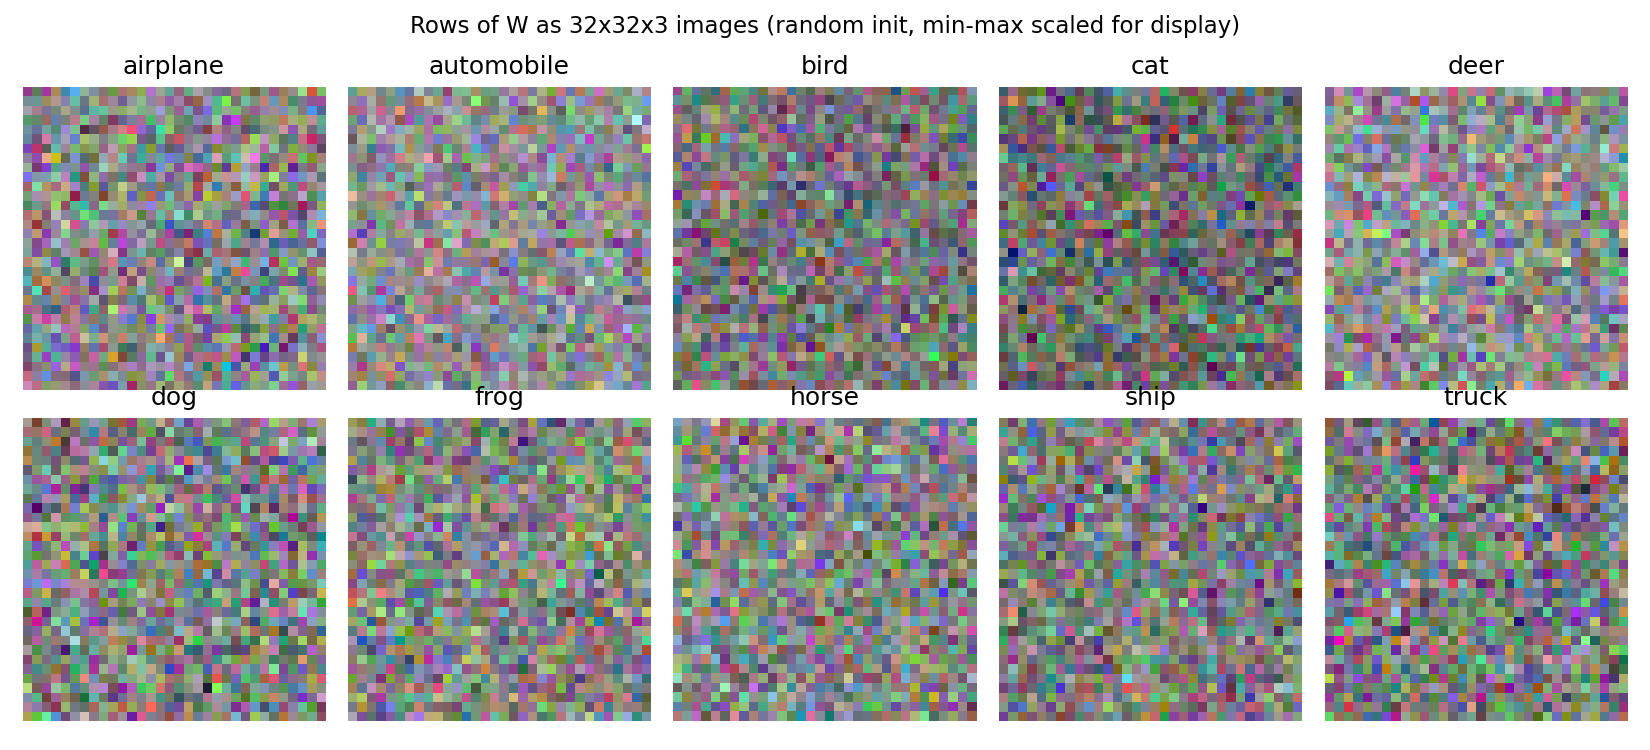 Rows of W as 32x32x3 images (random init, min-max scaled for display)
airplane automobile bird cat deer
dog frog horse ship truck